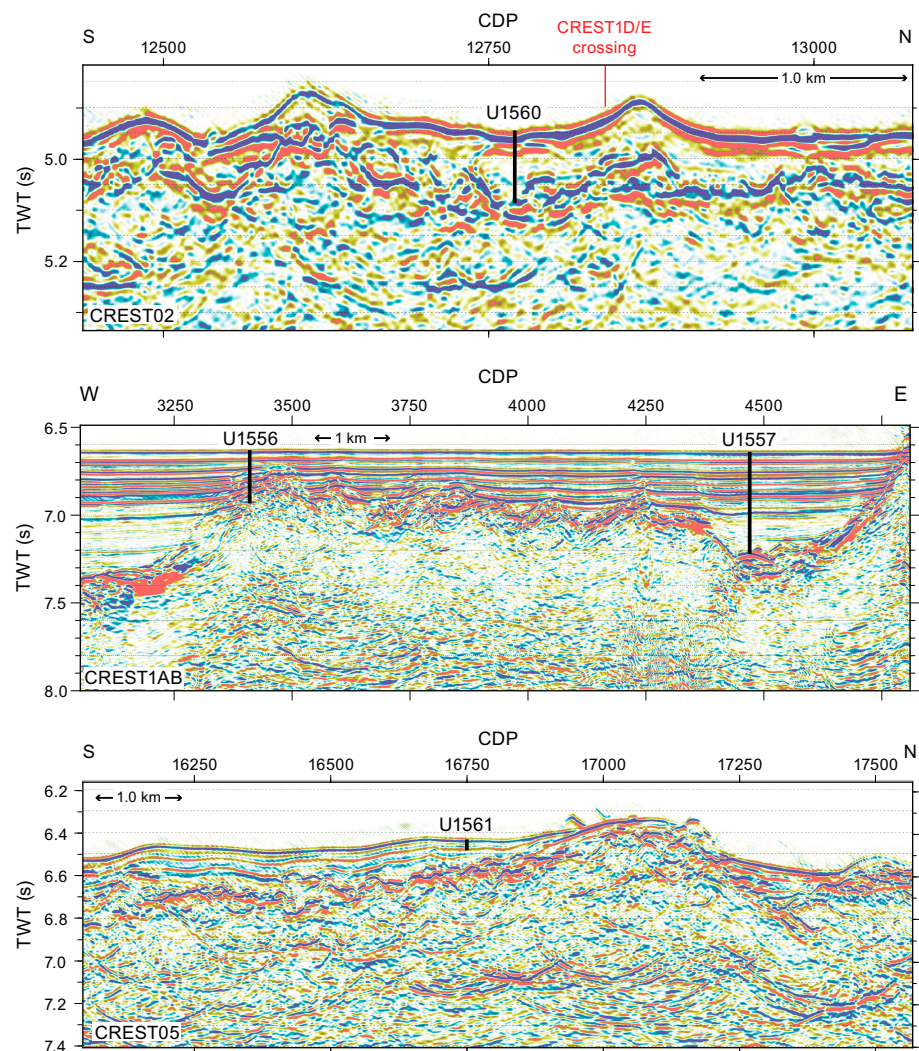 CDP
CREST1D/E
crossing
S
N
12500
12750
13000
1.0 km
U1560
5.0
5.2
TWT (s)
CREST02
CDP
W
E
3250
3500
3750
4000
4250
4500
6.5
7.0
7.5
8.0
TWT (s)
U1556
1 km
U1557
CREST1AB
CDP
S
N
16250
16500
16750
17000
17250
17500
6.2
6.4
6.6
6.8
7.0
7.2
7.4
TWT (s)
1.0 km
U1561
CREST05